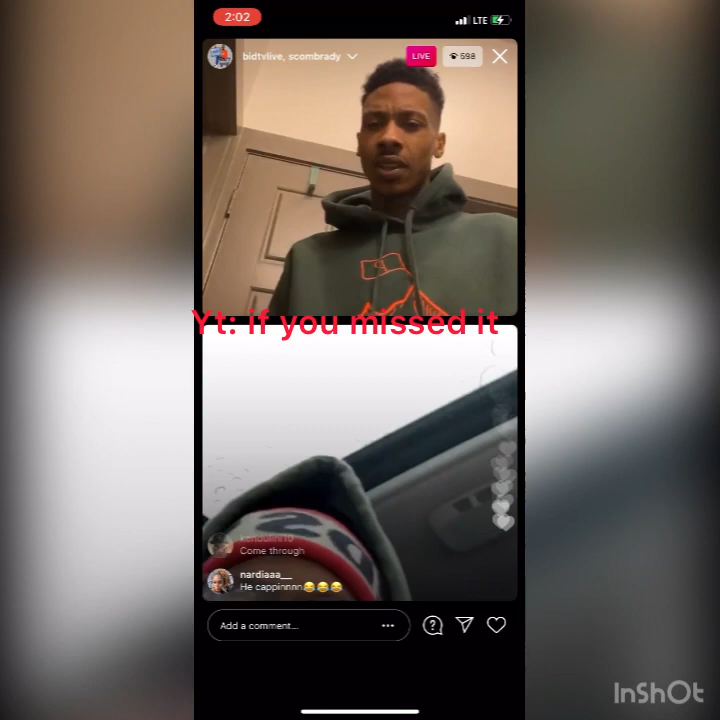 2:02
LTE
bidtvlive, scombrady
LIVE
598
Yt: if you missed it
Come through
nardiaaa__
He cappinnnn😂😂😂
Add a comment...
InShOt